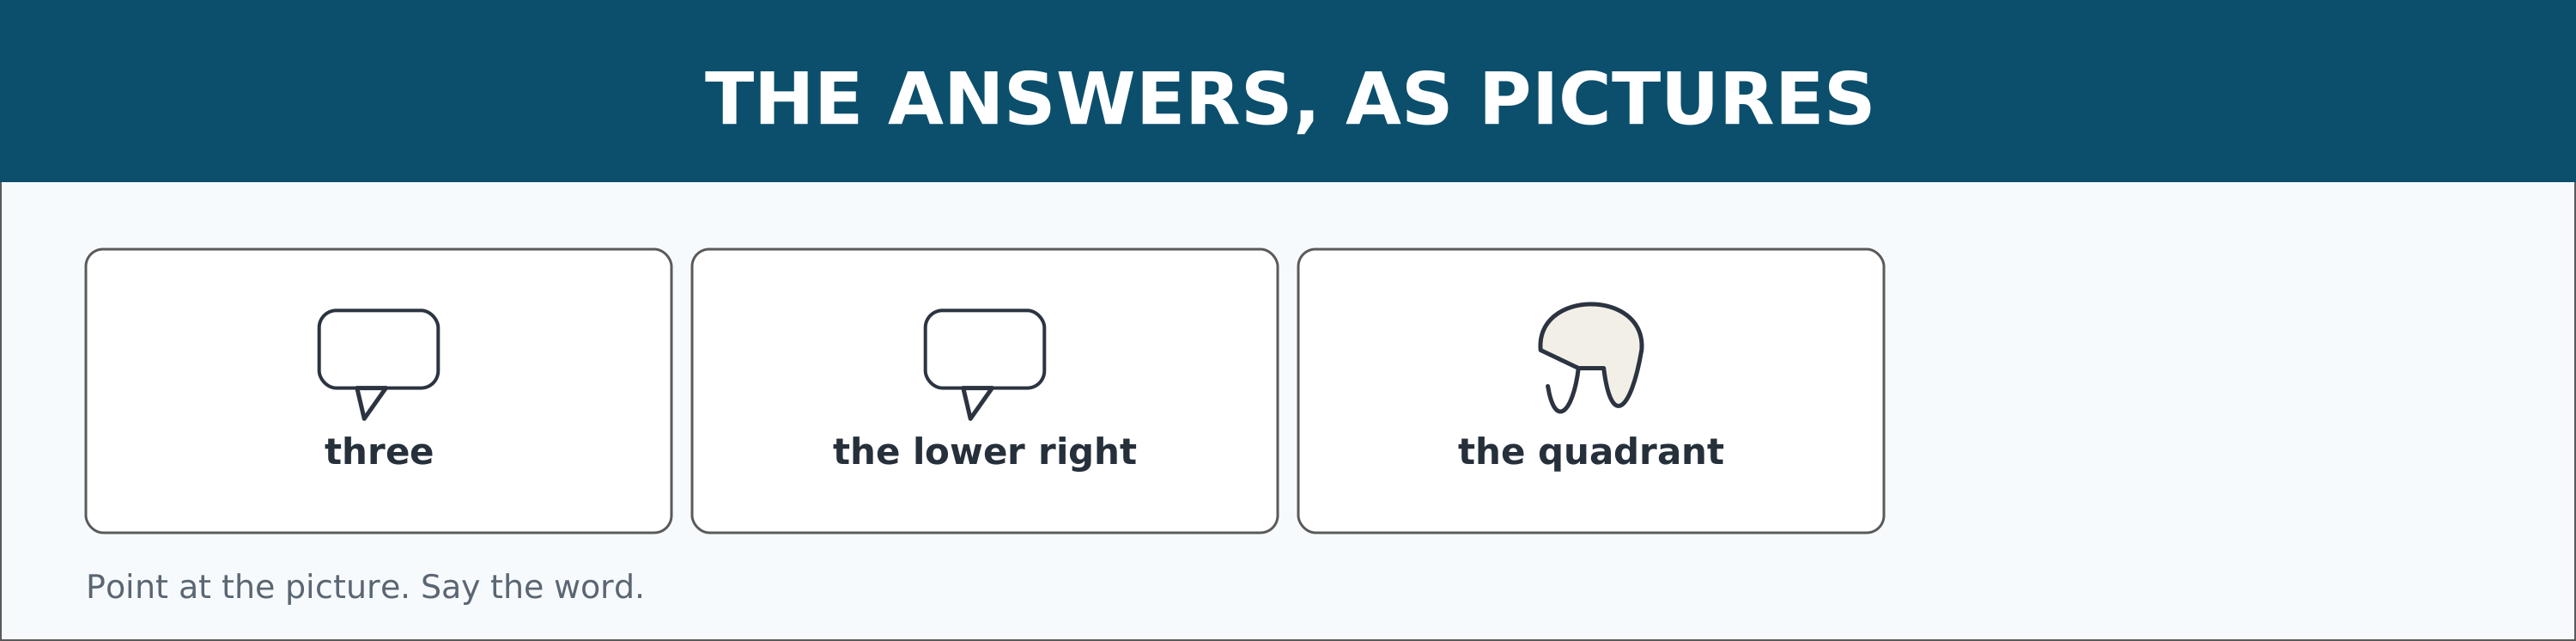 THE ANSWERS, AS PICTURES
three
the lower right
the quadrant
Point at the picture. Say the word.